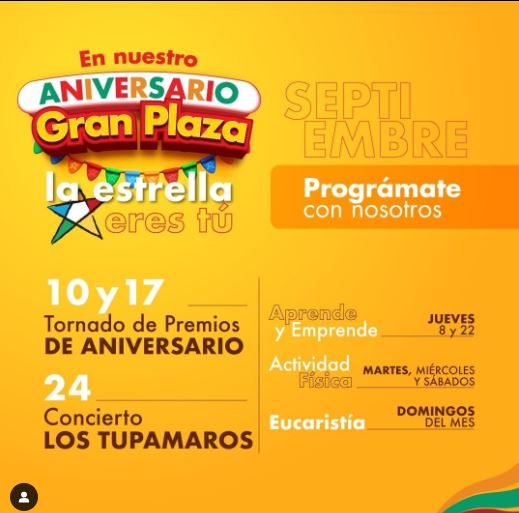 En nuestro
ANIVERSARIO
Gran Plaza
la estrella
eres tú
SEPTI
EMBRE
Prográmate
con nosotros
10 y 17
Tornado de Premios
DE ANIVERSARIO
24
Concierto
LOS TUPAMAROS
Aprende
y Emprende
JUEVES
8 y 22
Actividad
Física
MARTES, MIÉRCOLES
Y SÁBADOS
Eucaristía
DOMINGOS
DEL MES